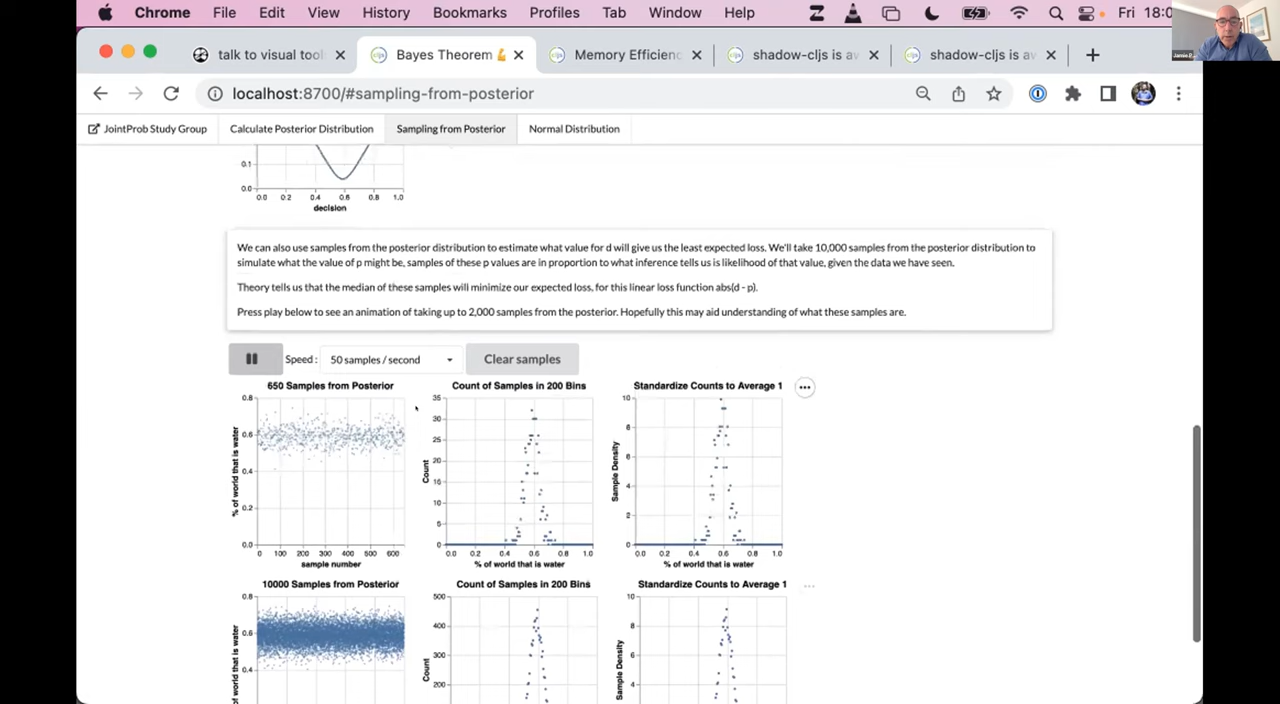 Chrome File Edit View History Bookmarks Profiles Tab Window Help Fri 18:0
talk to visual tool Bayes Theorem Memory Efficienc shadow-cljs is av shadow-cljs is av
localhost:8700/#sampling-from-posterior
JointProb Study Group Calculate Posterior Distribution Sampling from Posterior Normal Distribution
0.1
0.0
0.0 0.2 0.4 0.6 0.8 1.0
decision
We can also use samples from the posterior distribution to estimate what value for d will give us the least expected loss. We'll take 10,000 samples from the posterior distribution to
simulate what the value of p might be, samples of these p values are in proportion to what inference tells us is likelihood of that value, given the data we have seen.
Theory tells us that the median of these samples will minimize our expected loss, for this linear loss function abs(d - p).
Press play below to see an animation of taking up to 2,000 samples from the posterior. Hopefully this may aid understanding of what these samples are.
Speed: 50 samples / second Clear samples
650 Samples from Posterior Count of Samples in 200 Bins Standardize Counts to Average 1
0.8
0.6
0.4
0.2
0.0
% of world that is water
0 100 200 300 400 500 600
sample number
35
30
25
20
15
10
5
0
Count
0.0 0.2 0.4 0.6 0.8 1.0
% of world that is water
10
8
6
4
2
0
Sample Density
0.0 0.2 0.4 0.6 0.8 1.0
% of world that is water
10000 Samples from Posterior Count of Samples in 200 Bins Standardize Counts to Average 1
0.8
0.6
0.4
of world that is water
500
400
300
200
Count
10
8
6
4
Sample Density